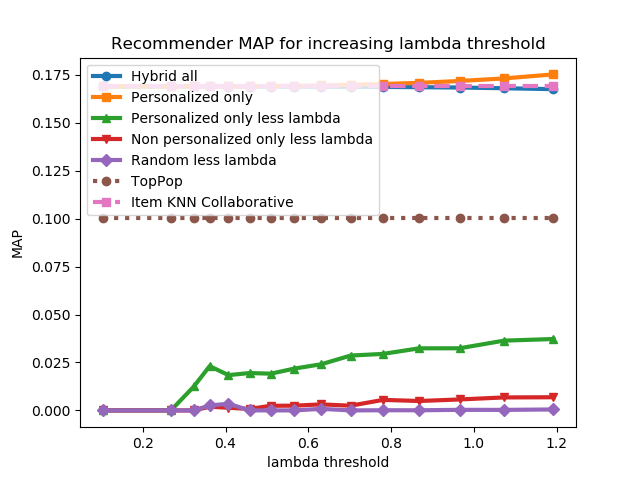 Recommender MAP for increasing lambda threshold
0.175
0.150
0.125
0.100
0.075
0.050
0.025
0.000
MAP
Hybrid all
Personalized only
Personalized only less lambda
Non personalized only less lambda
Random less lambda
TopPop
Item KNN Collaborative
0.2 0.4 0.6 0.8 1.0 1.2
lambda threshold